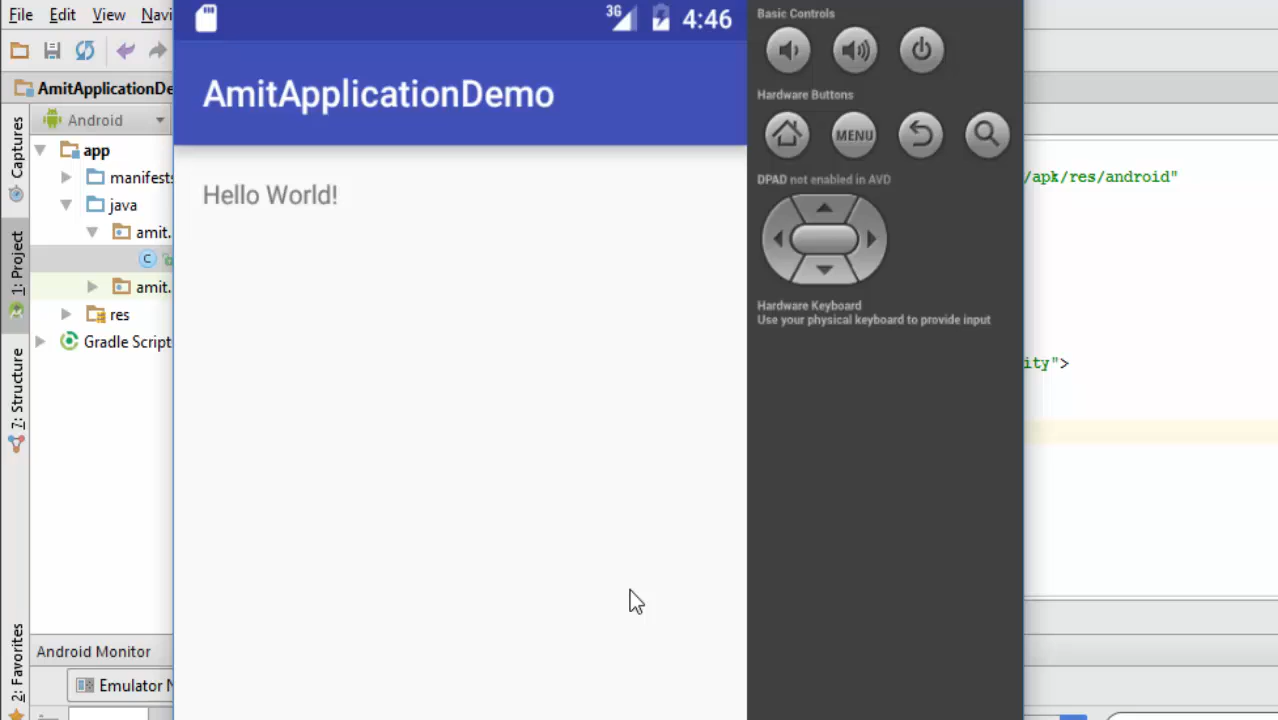 File Edit View Navi
AmitApplicationDe
Android
Captures
1: Project
7: Structure
2: Favorites
app
manifests
java
amit.
C
amit.
res
Gradle Script
Android Monitor
Emulator N
3G 4:46
AmitApplicationDemo
Hello World!
Basic Controls
Hardware Buttons
MENU
DPAD not enabled in AVD
Hardware Keyboard
Use your physical keyboard to provide input
/apk/res/android"
ity">